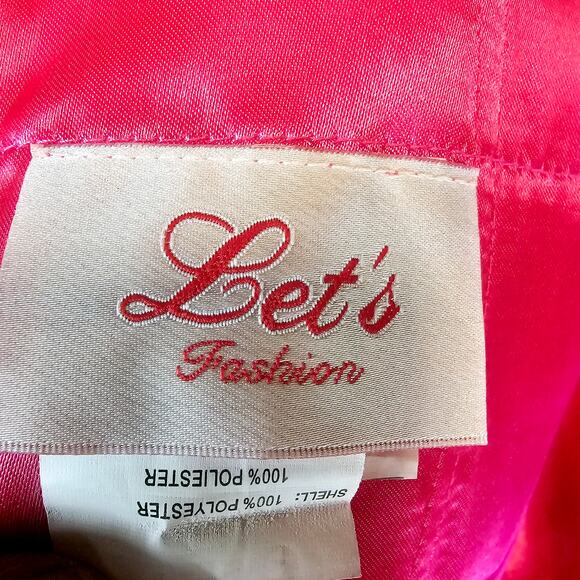 Let's
Fashion
SHELL: 100% POLYESTER
100% POLIESTER